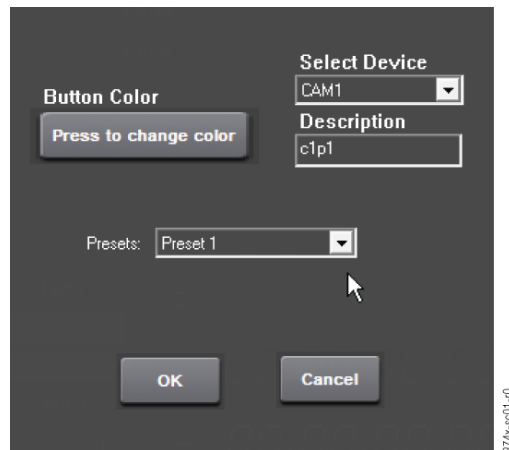 Select Device
CAM1
Button Color
Press to change color
Description
c1p1
Presets: Preset 1
OK
Cancel